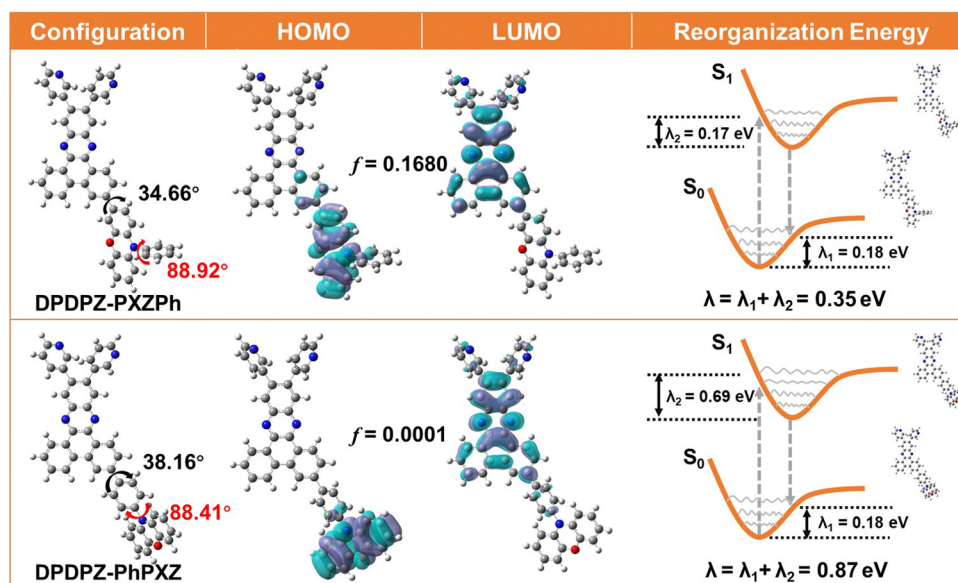 Configuration
HOMO
LUMO
Reorganization Energy
34.66°
88.92°
DPDPZ-PXZPh
f = 0.1680
S₁
λ₂ = 0.17 eV
S₀
λ₁ = 0.18 eV
λ = λ₁+ λ₂ = 0.35 eV
38.16°
88.41°
DPDPZ-PhPXZ
f = 0.0001
S₁
λ₂ = 0.69 eV
S₀
λ₁ = 0.18 eV
λ = λ₁+ λ₂ = 0.87 eV